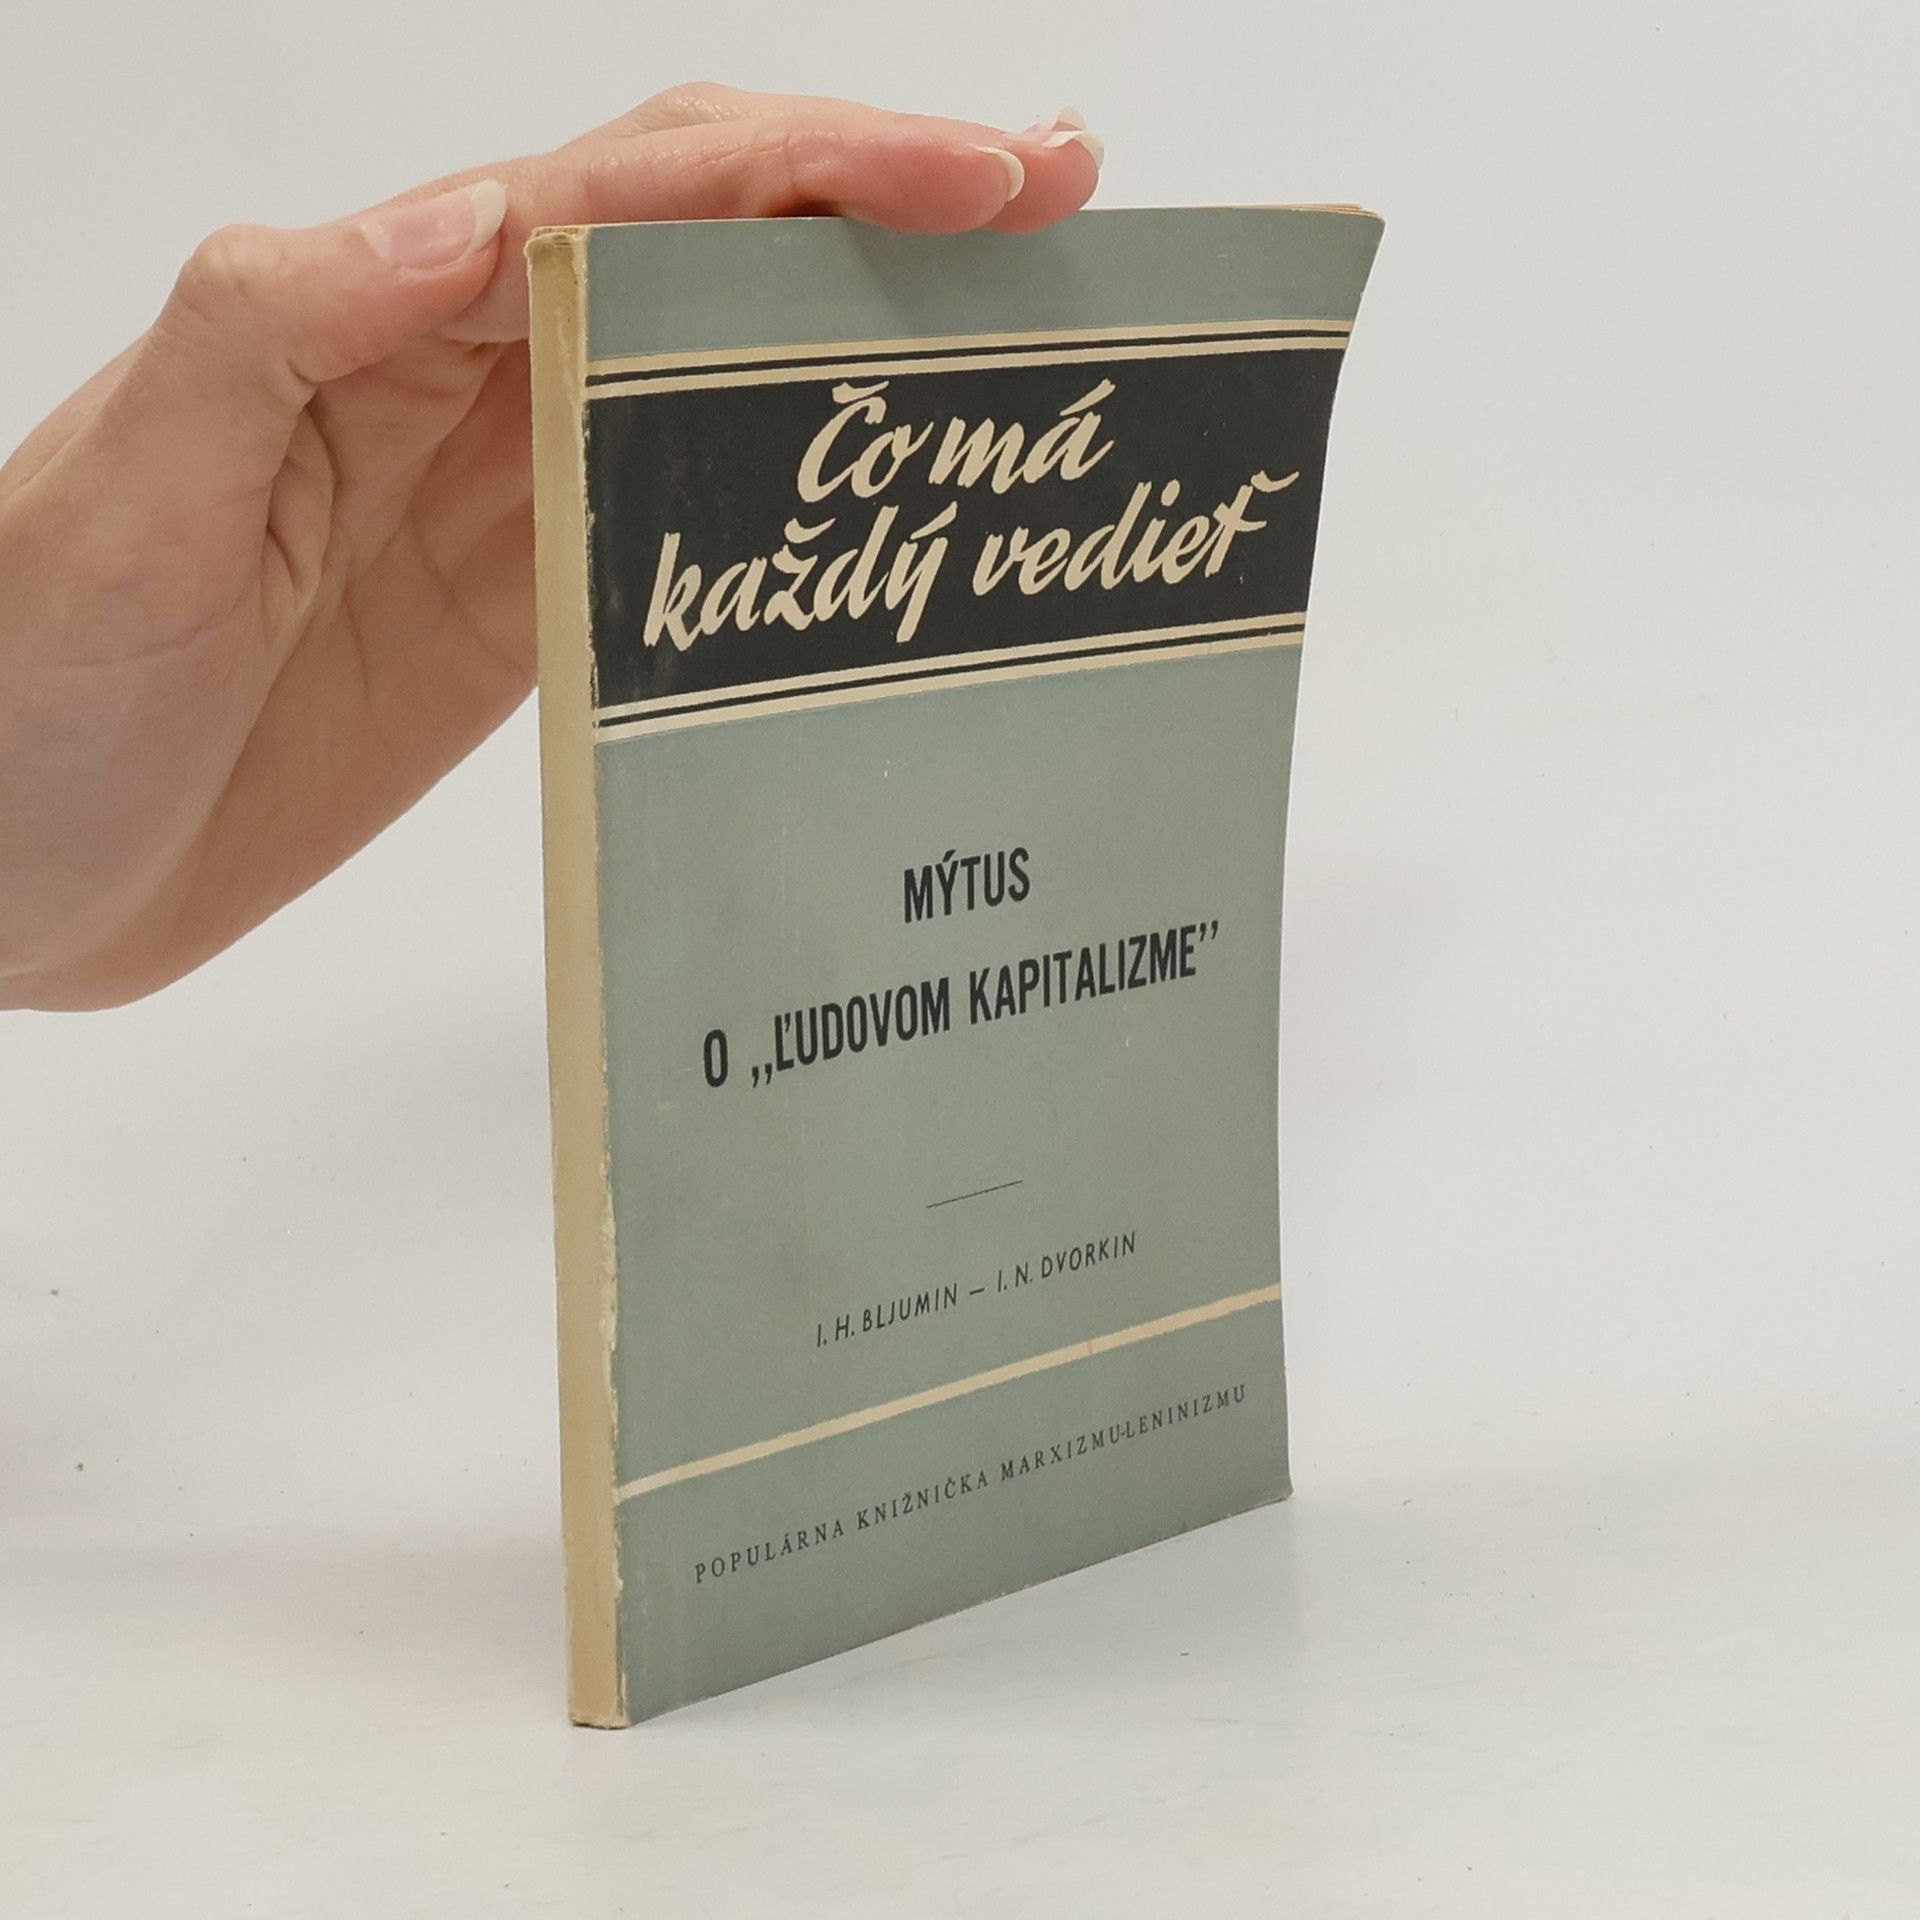 Čo má
každý vedieť
MÝTUS
O „ĽUDOVOM KAPITALIZME”
I. H. BLJUMIN — I. N. DVORKIN
POPULÁRNA KNIŽNIČKA MARXIZMU-LENINIZMU